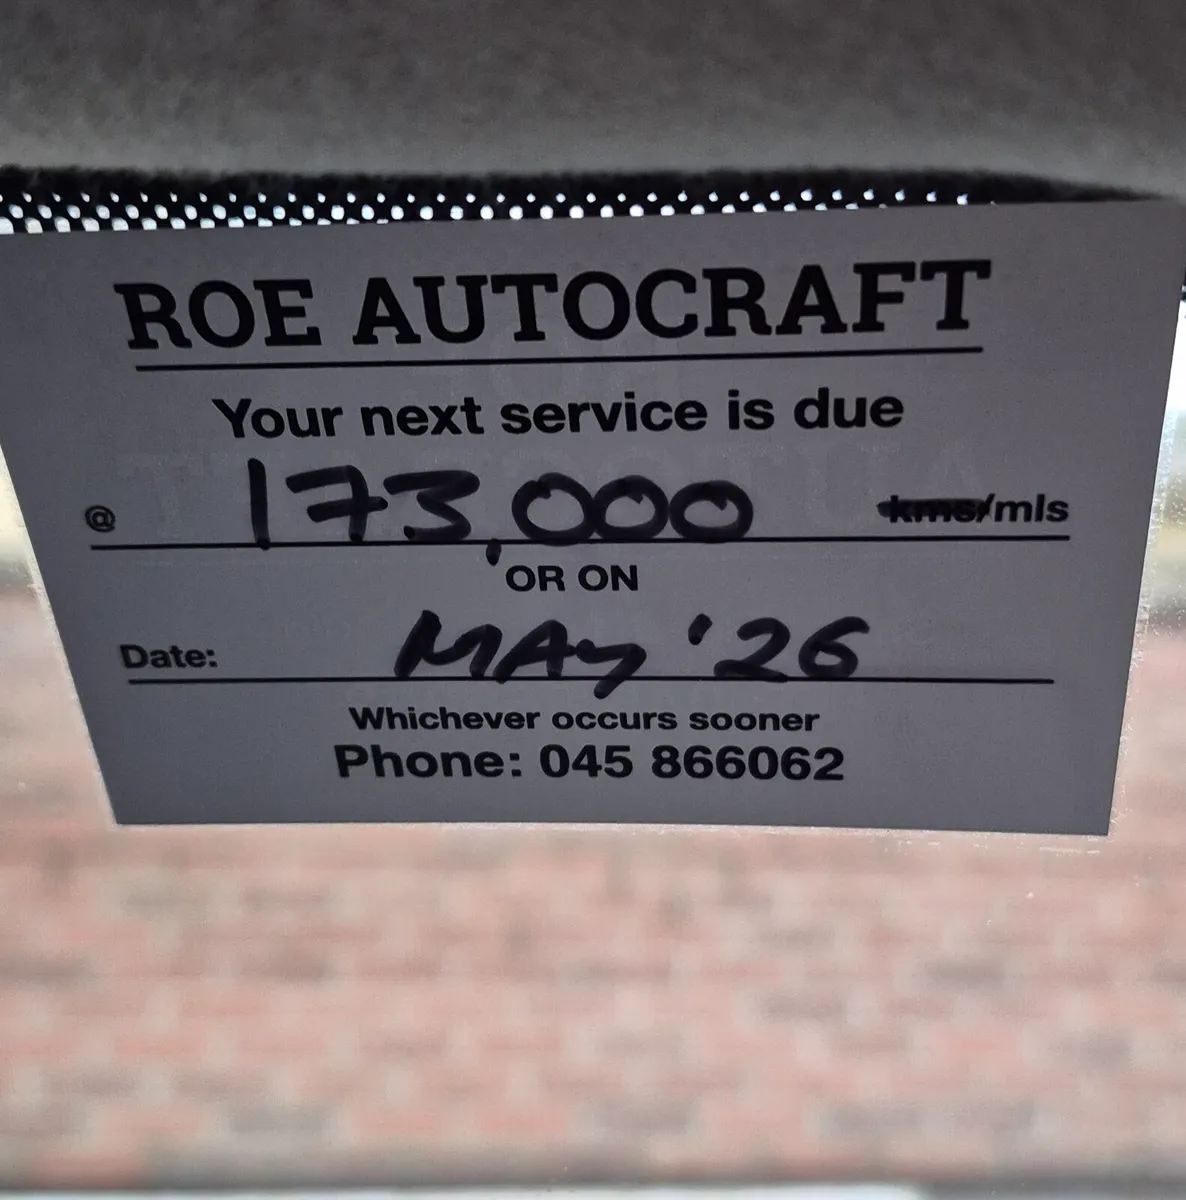 ROE AUTOCRAFT
Your next service is due
@ 173,000 kms/mls
OR ON
Date: MAY '26
Whichever occurs sooner
Phone: 045 866062